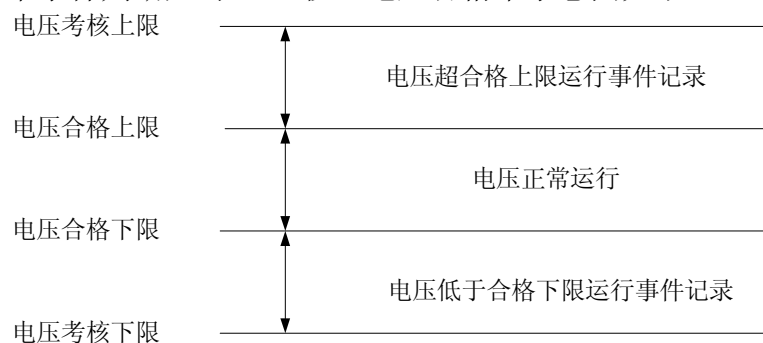 电压考核上限
电压超合格上限运行事件记录
电压合格上限
电压正常运行
电压合格下限
电压低于合格下限运行事件记录
电压考核下限